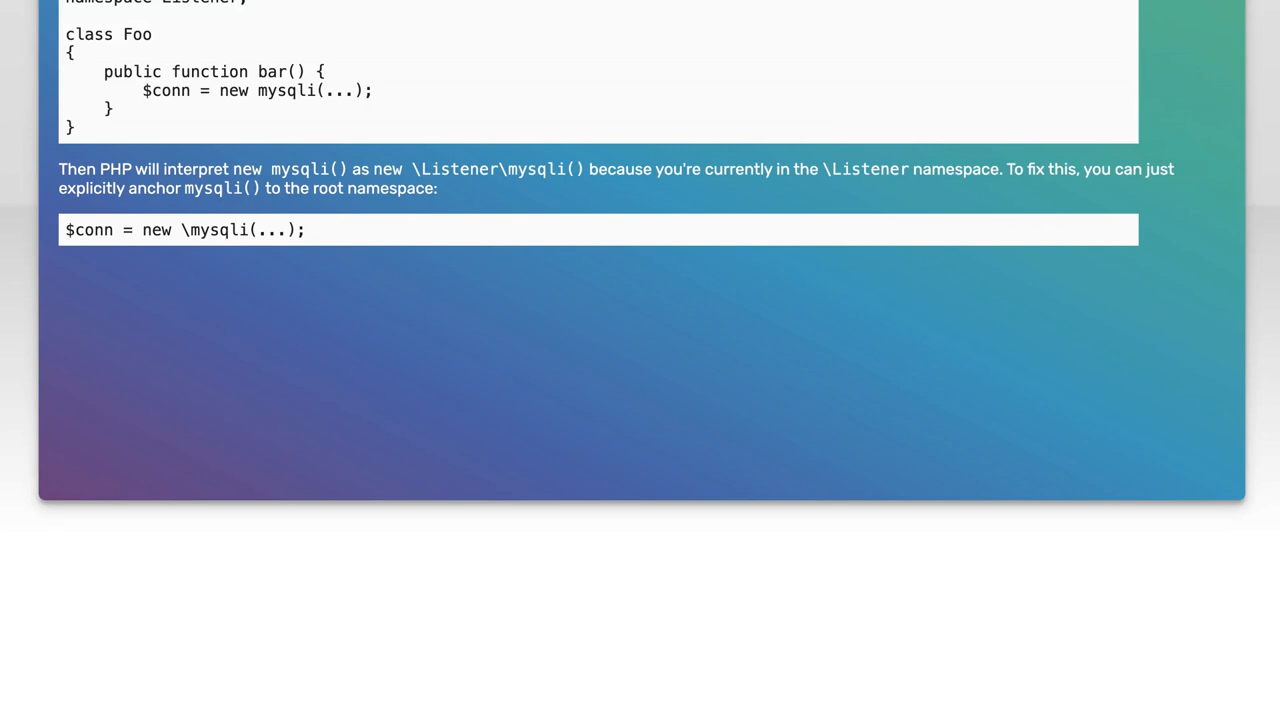 namespace Listener;
class Foo
{
    public function bar() {
        $conn = new mysqli(...);
    }
}
Then PHP will interpret new mysqli() as new \Listener\mysqli() because you're currently in the \Listener namespace. To fix this, you can just
explicitly anchor mysqli() to the root namespace:
$conn = new \mysqli(...);